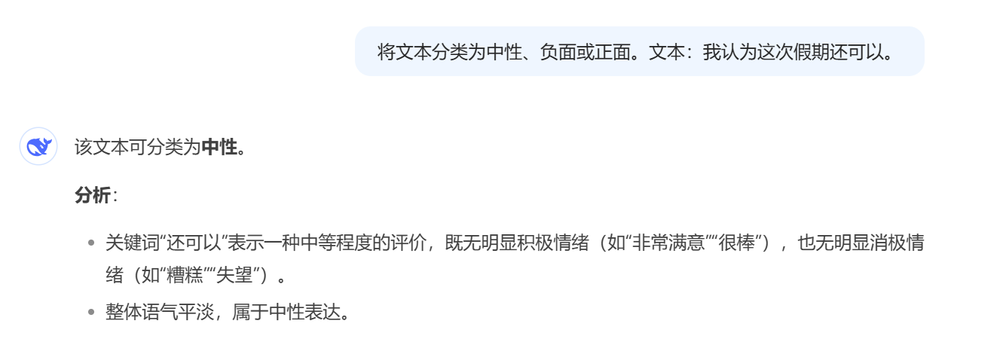 将文本分类为中性、负面或正面。文本：我认为这次假期还可以。
该文本可分类为中性。
分析：
关键词“还可以”表示一种中等程度的评价，既无明显积极情绪（如“非常满意”“很棒”），也无明显消极情
绪（如“糟糕”“失望”）。
整体语气平淡，属于中性表达。